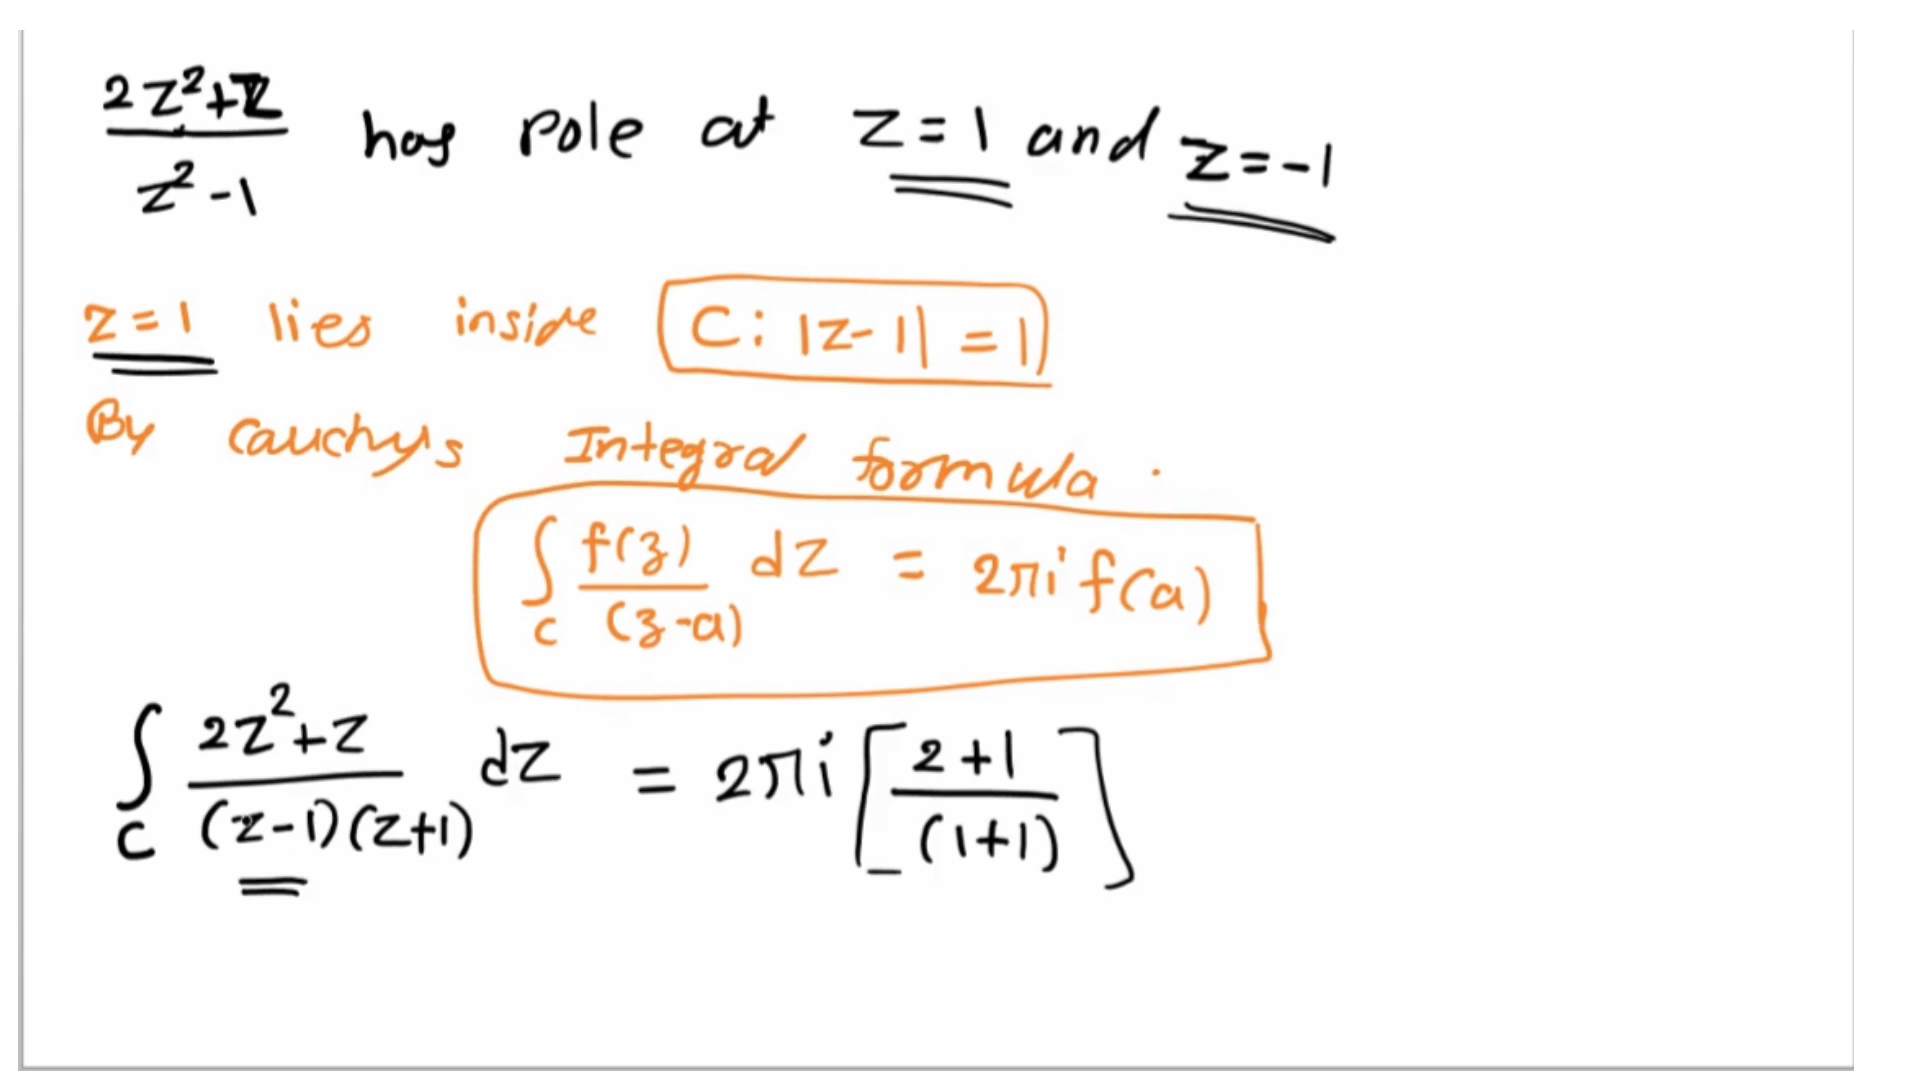 (2z²+z)/(z²-1) has pole at z=1 and z=-1
z=1 lies inside C: |z-1| = 1
By Cauchy's Integral formula.
∫_C f(z)/(z-a) dz = 2πi f(a)
∫_C (2z²+z)/((z-1)(z+1)) dz = 2πi [(2+1)/(1+1)]